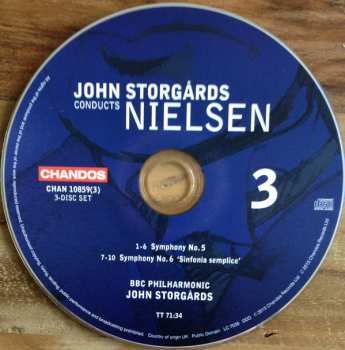 JOHN STORGÅRDS
CONDUCTS
NIELSEN
CHANDOS
CHAN 10859(3)
3-DISC SET
3
1-6 Symphony No.5
7-10 Symphony No.6 'Sinfonia semplice'
BBC PHILHARMONIC
JOHN STORGÅRDS
TT 71:34